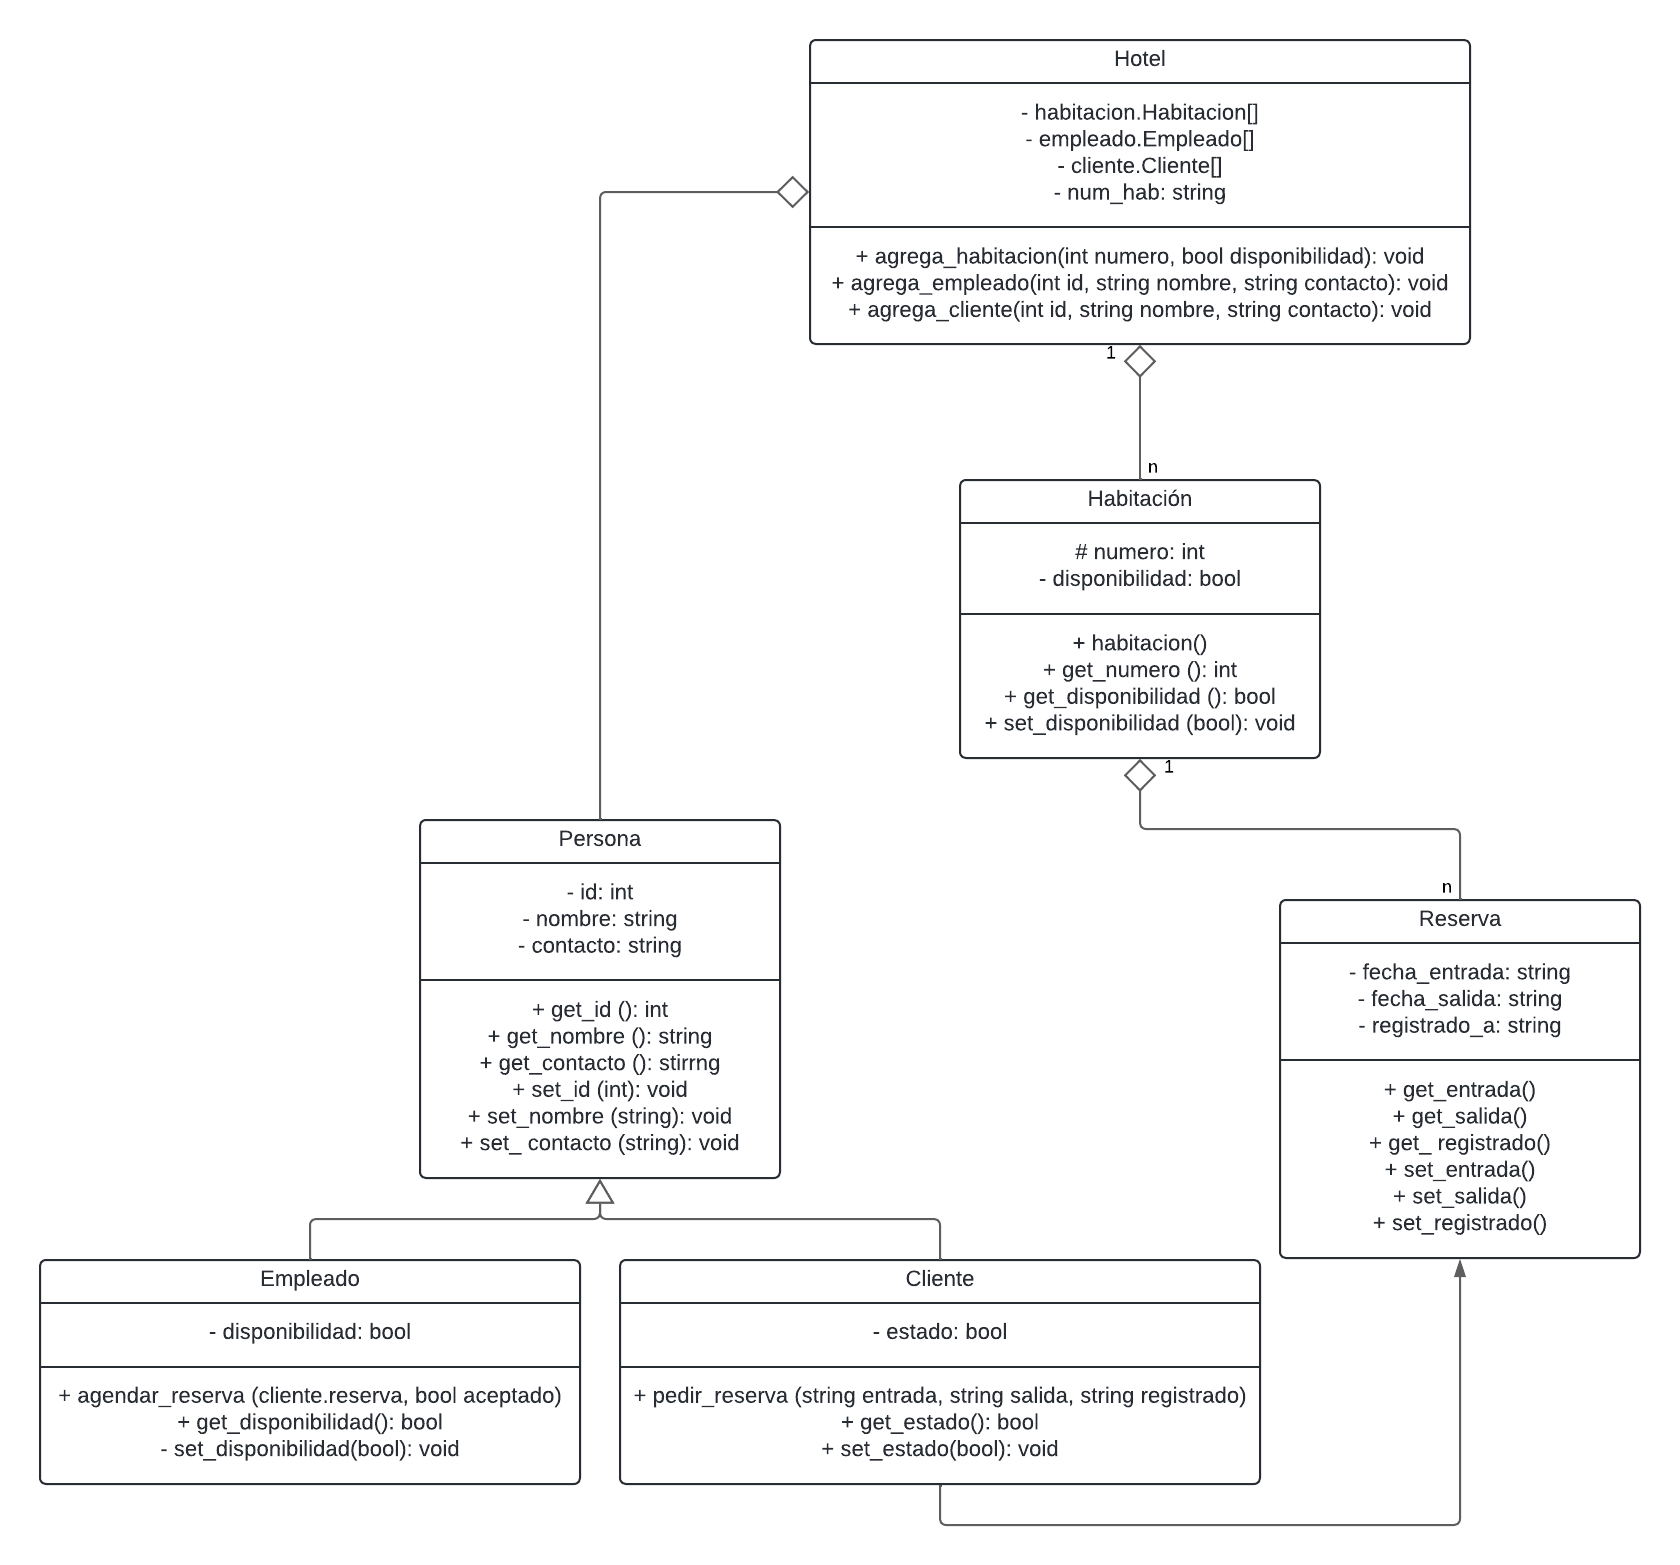 Hotel
- habitacion.Habitacion[]
- empleado.Empleado[]
- cliente.Cliente[]
- num_hab: string
+ agrega_habitacion(int numero, bool disponibilidad): void
+ agrega_empleado(int id, string nombre, string contacto): void
+ agrega_cliente(int id, string nombre, string contacto): void
1
n
Habitación
# numero: int
- disponibilidad: bool
+ habitacion()
+ get_numero (): int
+ get_disponibilidad (): bool
+ set_disponibilidad (bool): void
1
n
Persona
- id: int
- nombre: string
- contacto: string
+ get_id (): int
+ get_nombre (): string
+ get_contacto (): stirrng
+ set_id (int): void
+ set_nombre (string): void
+ set_ contacto (string): void
Reserva
- fecha_entrada: string
- fecha_salida: string
- registrado_a: string
+ get_entrada()
+ get_salida()
+ get_ registrado()
+ set_entrada()
+ set_salida()
+ set_registrado()
Empleado
- disponibilidad: bool
+ agendar_reserva (cliente.reserva, bool aceptado)
+ get_disponibilidad(): bool
- set_disponibilidad(bool): void
Cliente
- estado: bool
+ pedir_reserva (string entrada, string salida, string registrado)
+ get_estado(): bool
+ set_estado(bool): void